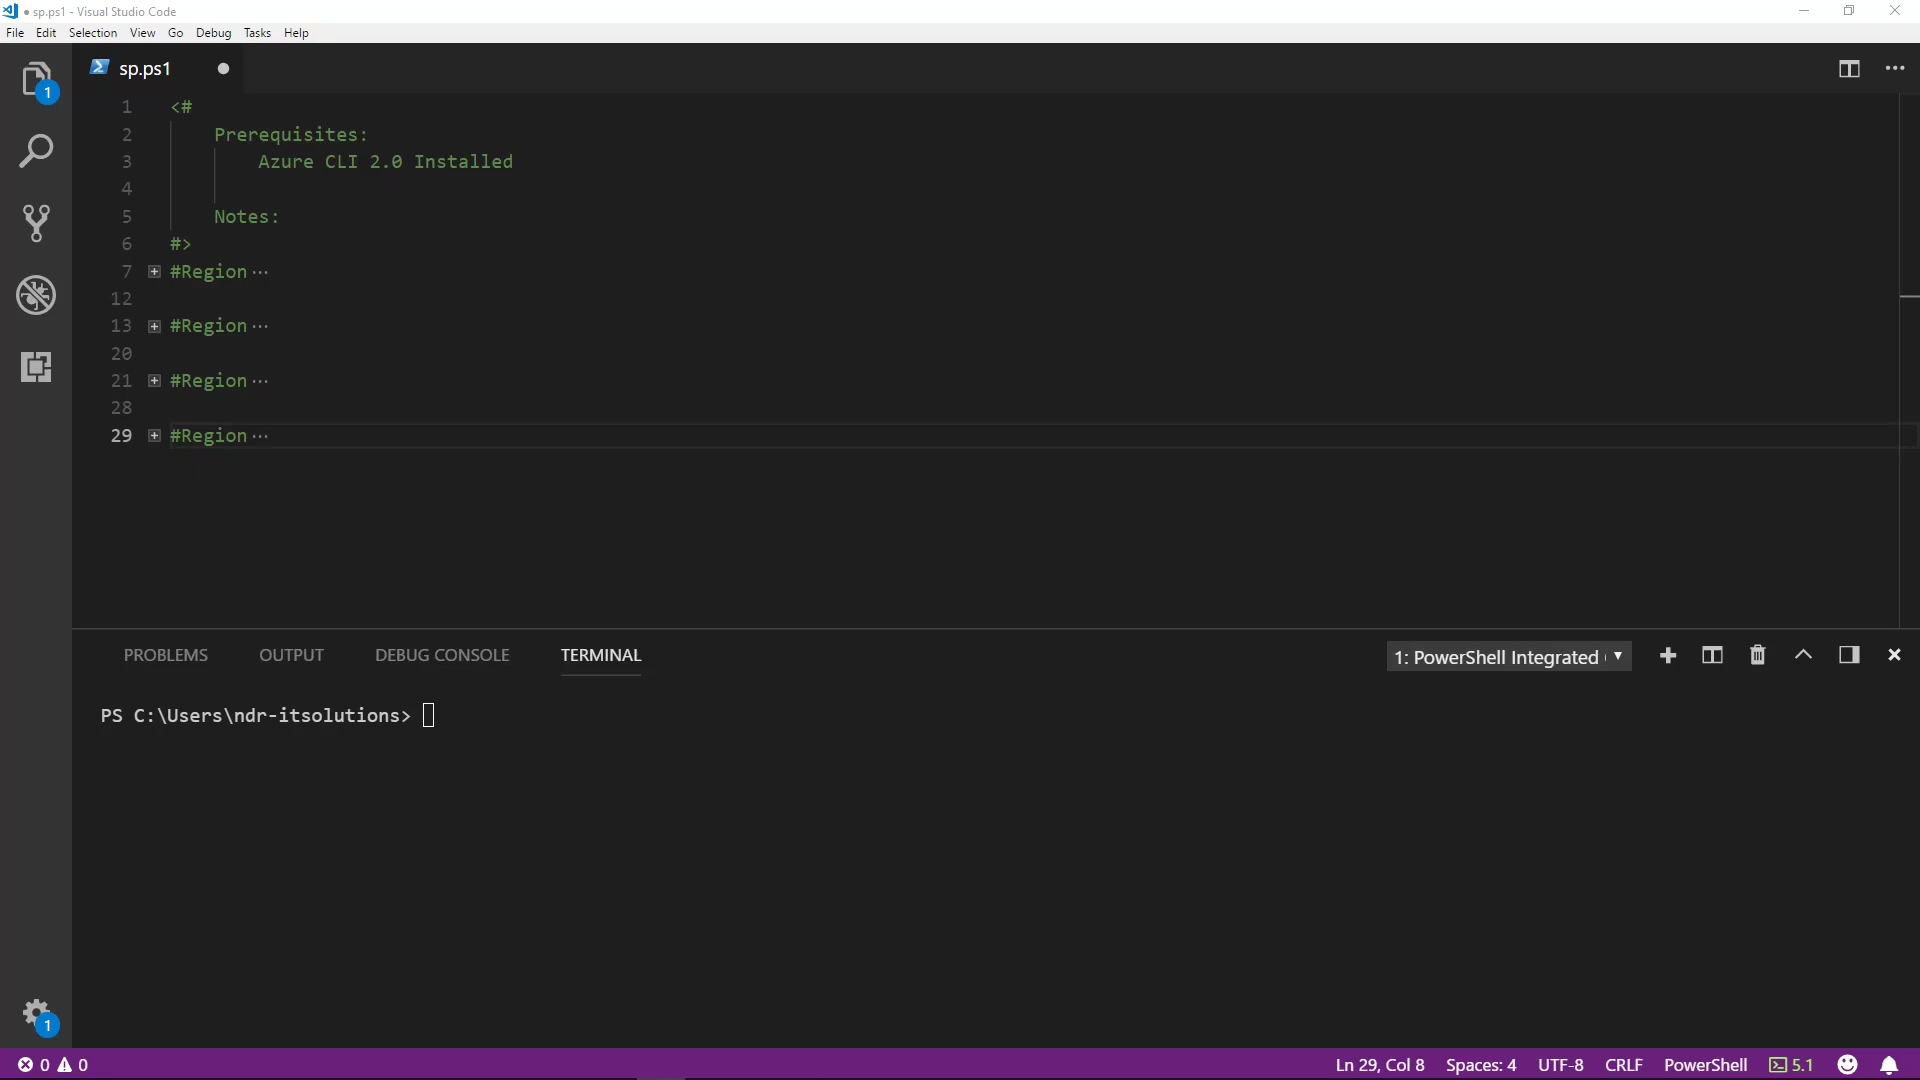 ● sp.ps1 - Visual Studio Code
File Edit Selection View Go Debug Tasks Help
1
sp.ps1
1 <#
2 Prerequisites:
3 Azure CLI 2.0 Installed
4
5 Notes:
6 #>
7 #Region ...
12
13 #Region ...
20
21 #Region ...
28
29 #Region ...
PROBLEMS OUTPUT DEBUG CONSOLE TERMINAL 1: PowerShell Integrated
PS C:\Users\ndr-itsolutions>
1
0 0 Ln 29, Col 8 Spaces: 4 UTF-8 CRLF PowerShell 5.1